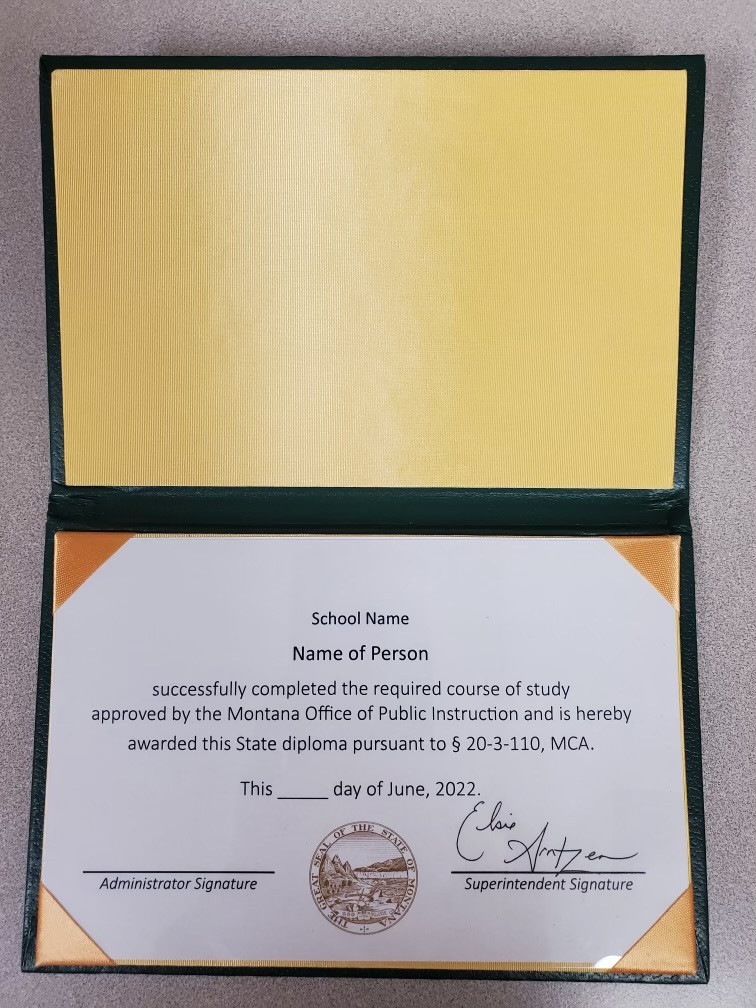 School Name
Name of Person
successfully completed the required course of study
approved by the Montana Office of Public Instruction and is hereby
awarded this State diploma pursuant to § 20-3-110, MCA.
This _____ day of June, 2022.
Elsie Arntzen
THE GREAT SEAL OF THE STATE OF MONTANA
Administrator Signature
Superintendent Signature